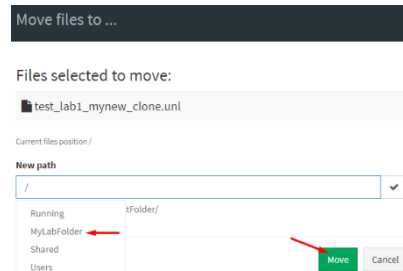 Move files to ...
Files selected to move:
test_lab1_mynew_clone.unl
Current files position /
New path
/
Running
tFolder/
MyLabFolder
Shared
Users
Move
Cancel